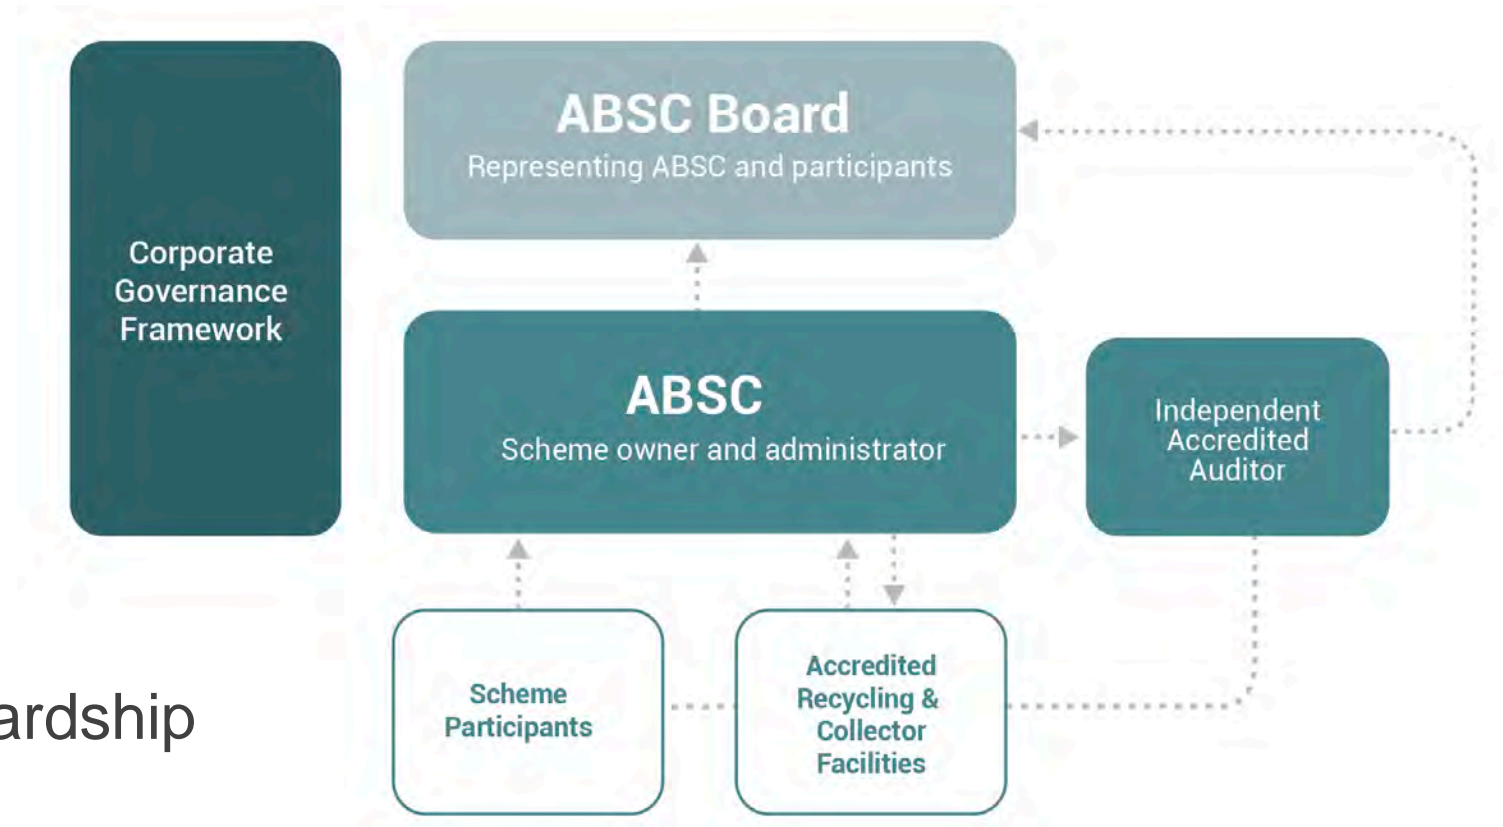 Corporate
Governance
Framework
ABSC Board
Representing ABSC and participants
ABSC
Scheme owner and administrator
Independent
Accredited
Auditor
Scheme
Participants
Accredited
Recycling &
Collector
Facilities
ardship